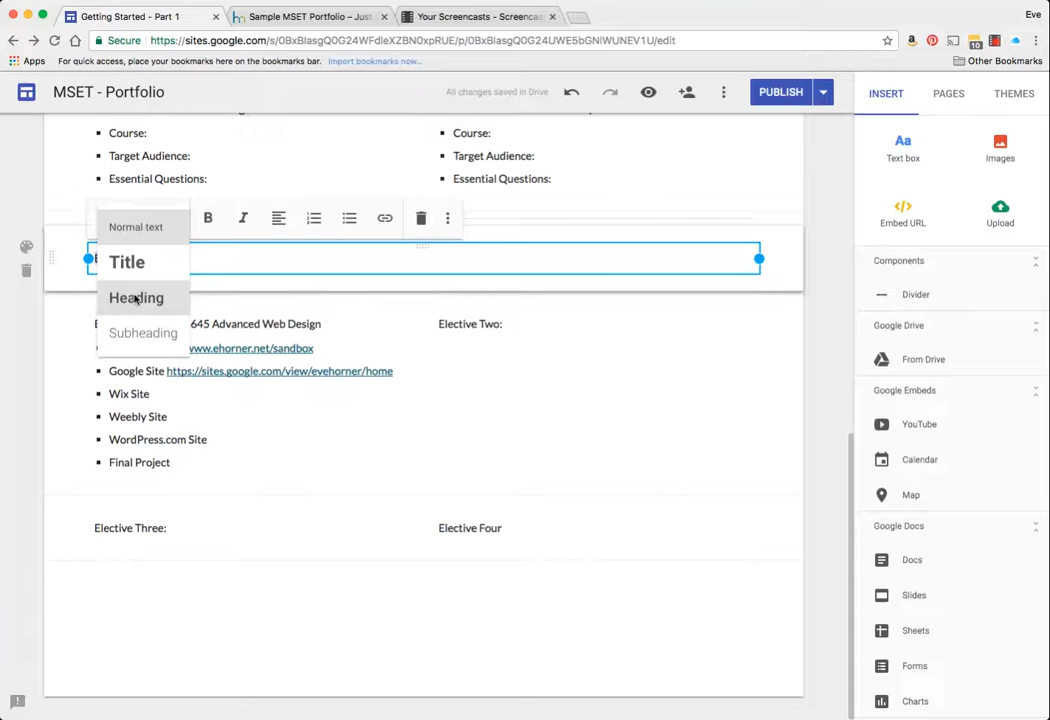 Getting Started - Part 1
Sample MSET Portfolio – Just
Your Screencasts - Screencas
Eve
Secure
https://sites.google.com/s/0BxBIasgQ0G24WFdIeXZBN0xpRUE/p/0BxBIasgQ0G24UWE5bGNIWUNEV1U/edit
10
Apps
For quick access, place your bookmarks here on the bookmarks bar.
Import bookmarks now...
Other Bookmarks
MSET - Portfolio
All changes saved in Drive
PUBLISH
INSERT
PAGES
THEMES
Course:
Course:
Target Audience:
Target Audience:
Essential Questions:
Essential Questions:
Aa
Text box
Images
Embed URL
Upload
Normal text
B
I
Title
Heading
Subheading
645 Advanced Web Design
Elective Two:
www.ehorner.net/sandbox
Google Site https://sites.google.com/view/evehorner/home
Wix Site
Weebly Site
WordPress.com Site
Final Project
Elective Three:
Elective Four
Components
Divider
Google Drive
From Drive
Google Embeds
YouTube
Calendar
Map
Google Docs
Docs
Slides
Sheets
Forms
Charts